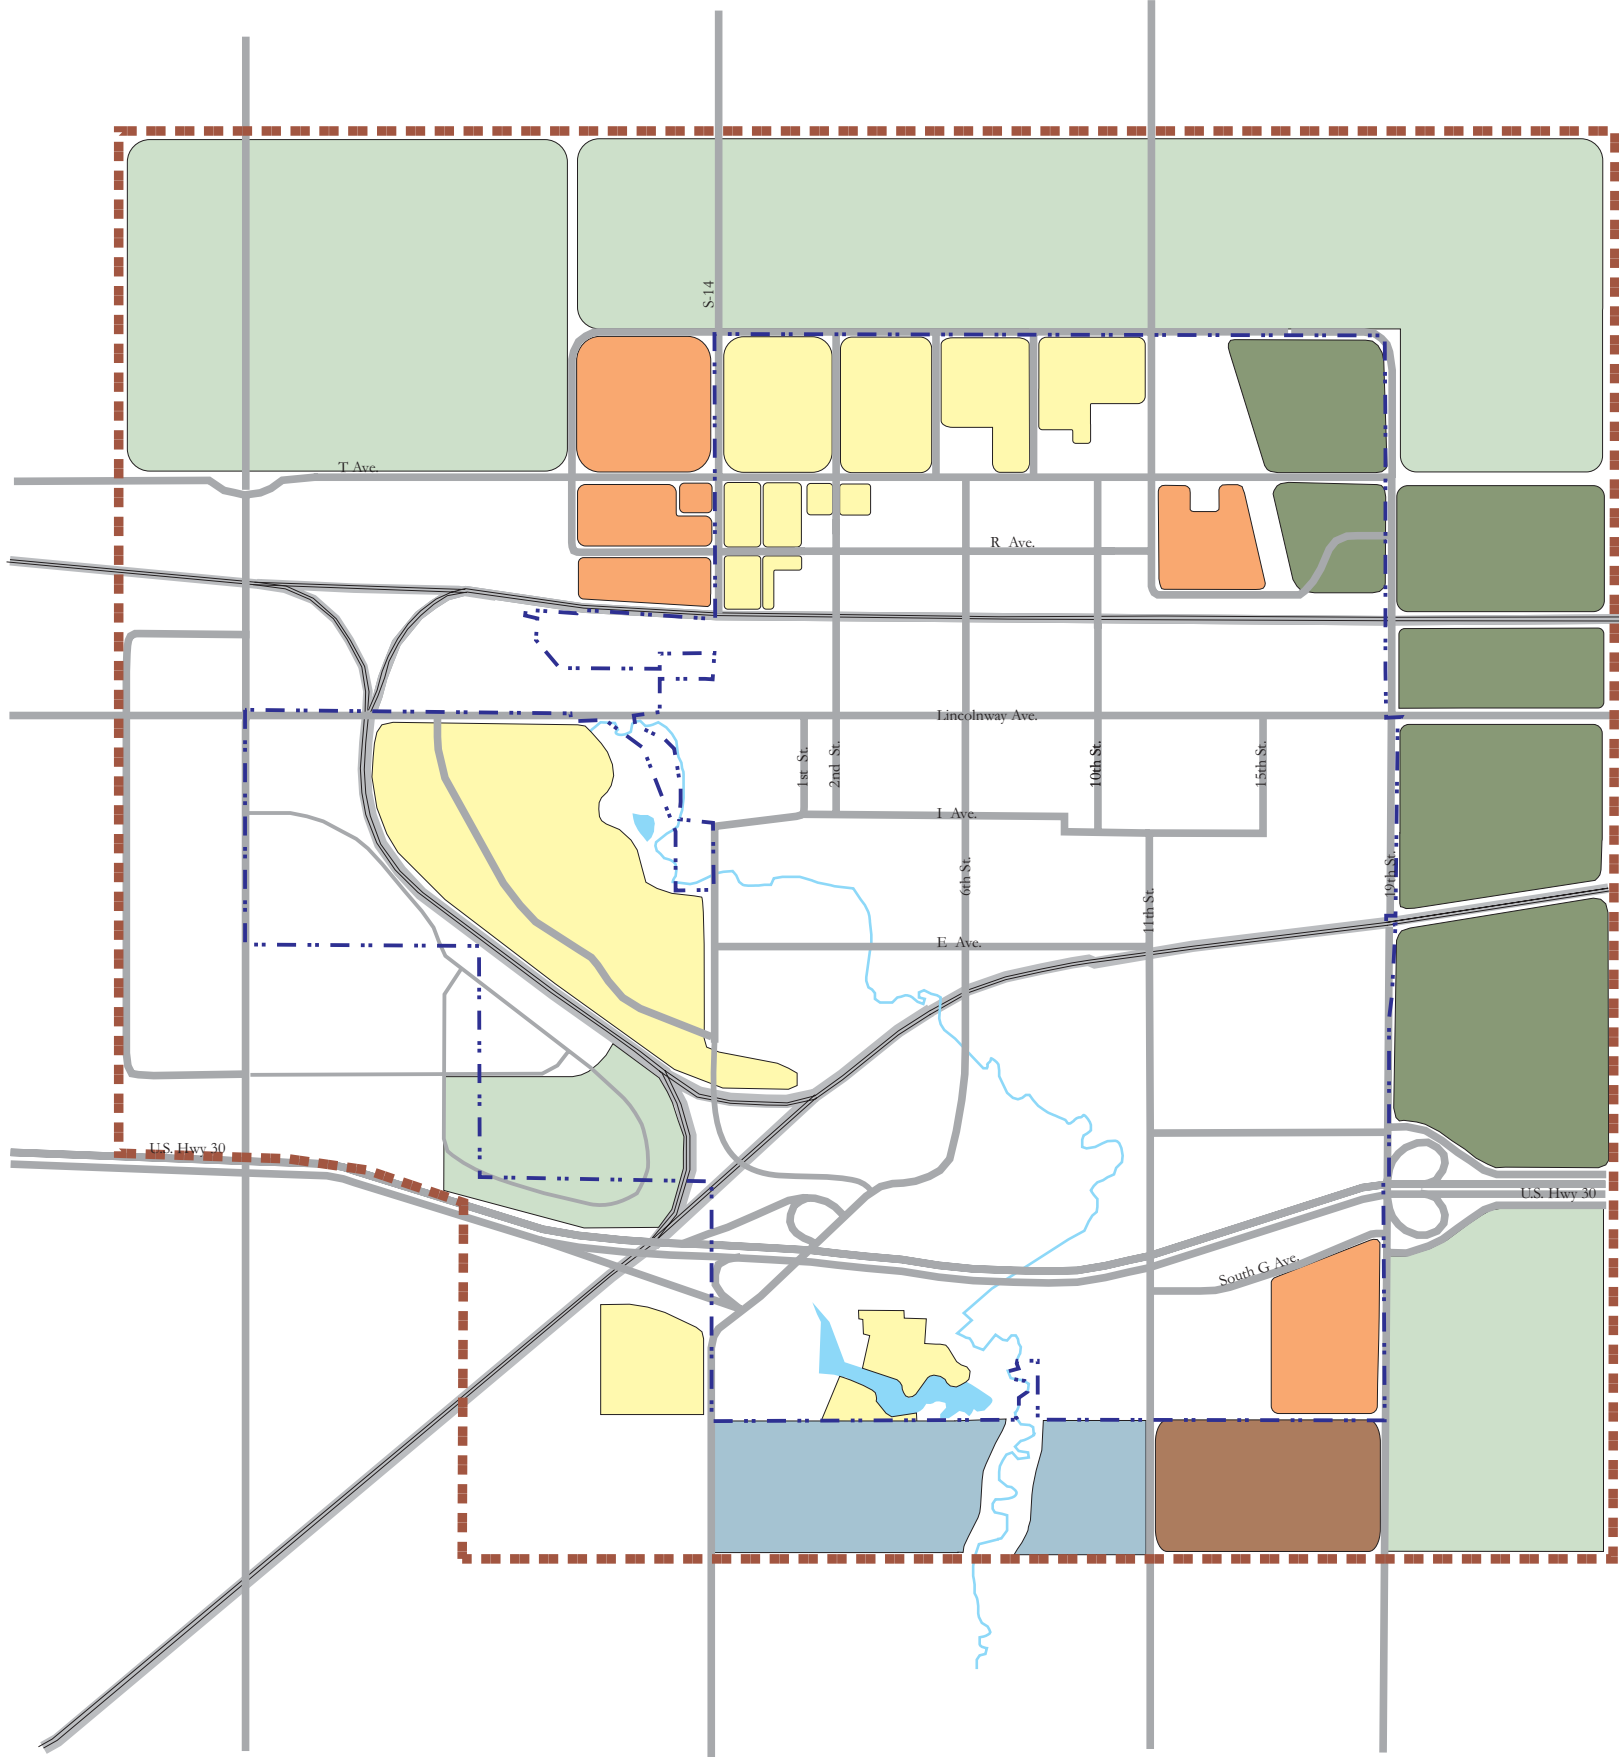 S-14
T Ave.
R Ave.
Lincolnway Ave.
1st St.
2nd St.
10th St.
15th St.
I Ave.
6th St.
19th St.
11th St.
E Ave.
U.S. Hwy 30
U.S. Hwy 30
South G Ave.